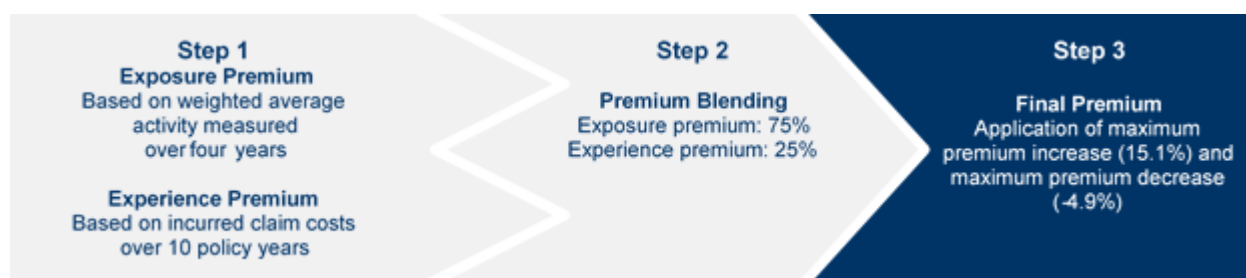 Step 1
Exposure Premium
Based on weighted average
activity measured
over four years
Experience Premium
Based on incurred claim costs
over 10 policy years
Step 2
Premium Blending
Exposure premium: 75%
Experience premium: 25%
Step 3
Final Premium
Application of maximum
premium increase (15.1%) and
maximum premium decrease
(-4.9%)